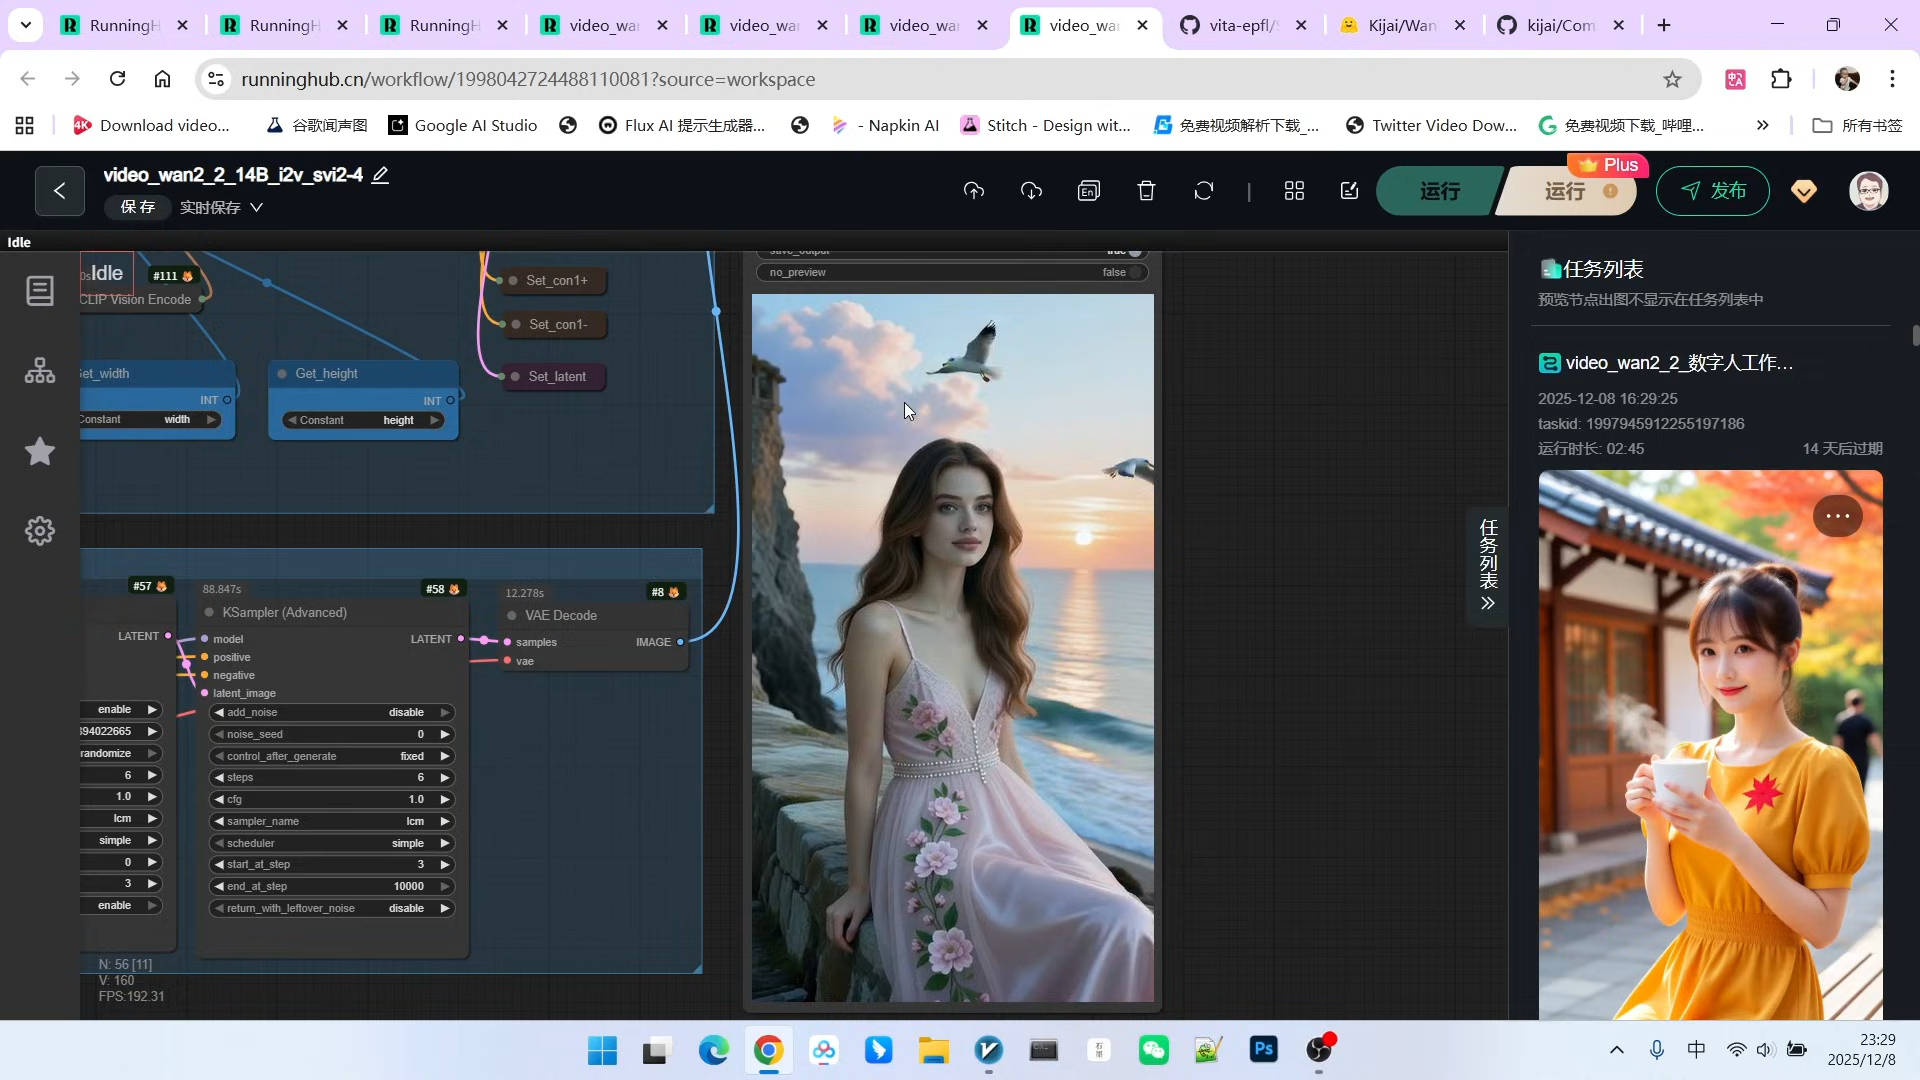 RunningH
RunningH
RunningH
video_wa
video_wa
video_wa
video_wa
vita-epfl/S
Kijai/Wan
kijai/Com
runninghub.cn/workflow/1998042724488110081?source=workspace
Download video...
谷歌闻声图
Google AI Studio
Flux AI 提示生成器...
- Napkin AI
Stitch - Design wit...
免费视频解析下载_...
Twitter Video Dow...
免费视频下载_哔哩...
所有书签
video_wan2_2_14B_i2v_svi2-4
保存
实时保存
En
运行
运行
Plus
发布
Idle
Idle
#111
CLIP Vision Encode
Set_con1+
Set_con1-
Set_latent
save_output
true
no_preview
false
et_width
INT
Constant
width
Get_height
INT
Constant
height
#57
LATENT
enable
394022665
randomize
6
1.0
lcm
simple
0
3
enable
88.847s
#58
KSampler (Advanced)
model
LATENT
positive
negative
latent_image
add_noise
disable
noise_seed
0
control_after_generate
fixed
steps
6
cfg
1.0
sampler_name
lcm
scheduler
simple
start_at_step
3
end_at_step
10000
return_with_leftover_noise
disable
12.278s
#8
VAE Decode
samples
IMAGE
vae
N: 56 [11]
V: 160
FPS:192.31
任务列表
任务列表
预览节点出图不显示在任务列表中
video_wan2_2_数字人工作...
2025-12-08 16:29:25
taskid: 1997945912255197186
运行时长: 02:45
14 天后过期
Ps
中
23:29
2025/12/8